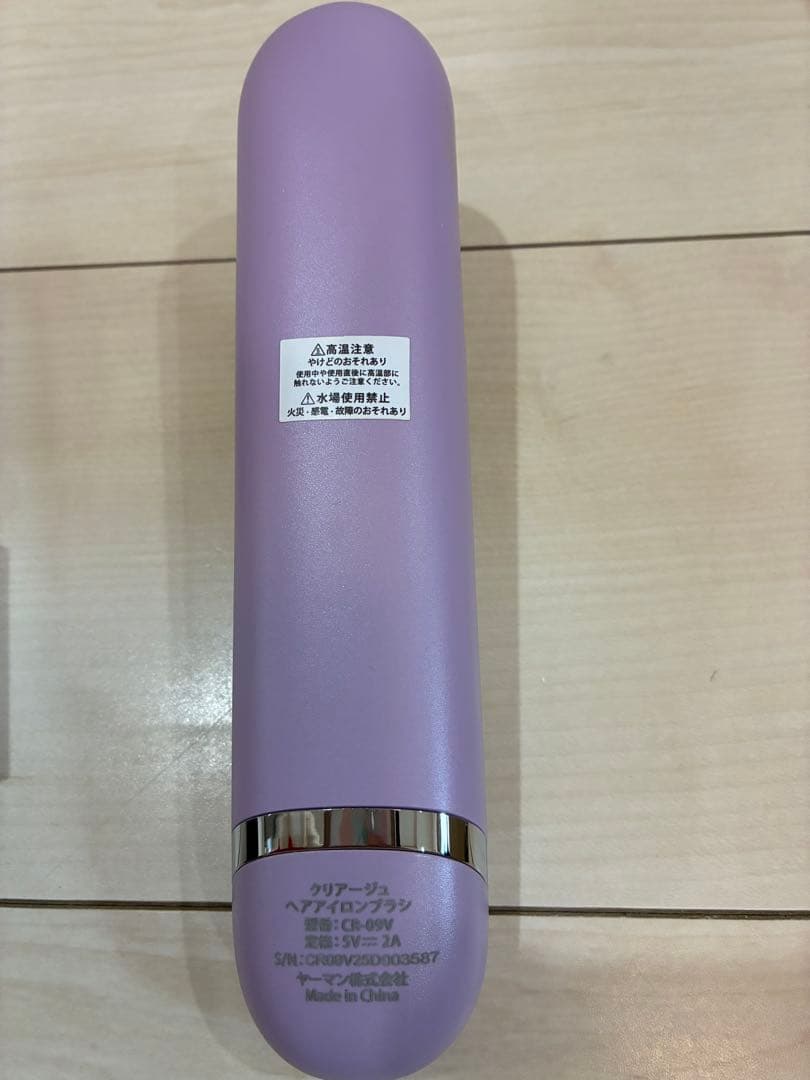 ⚠高温注意
やけどのおそれあり
使用中や使用直後に高温部に
触れないようご注意ください。
⚠水場使用禁止
火災・感電・故障のおそれあり
クリアージュ
ヘアアイロンブラシ
型番：CR-09V
定格：5V⎓2A
S/N：CR09V25D003587
ヤーマン株式会社
Made in China